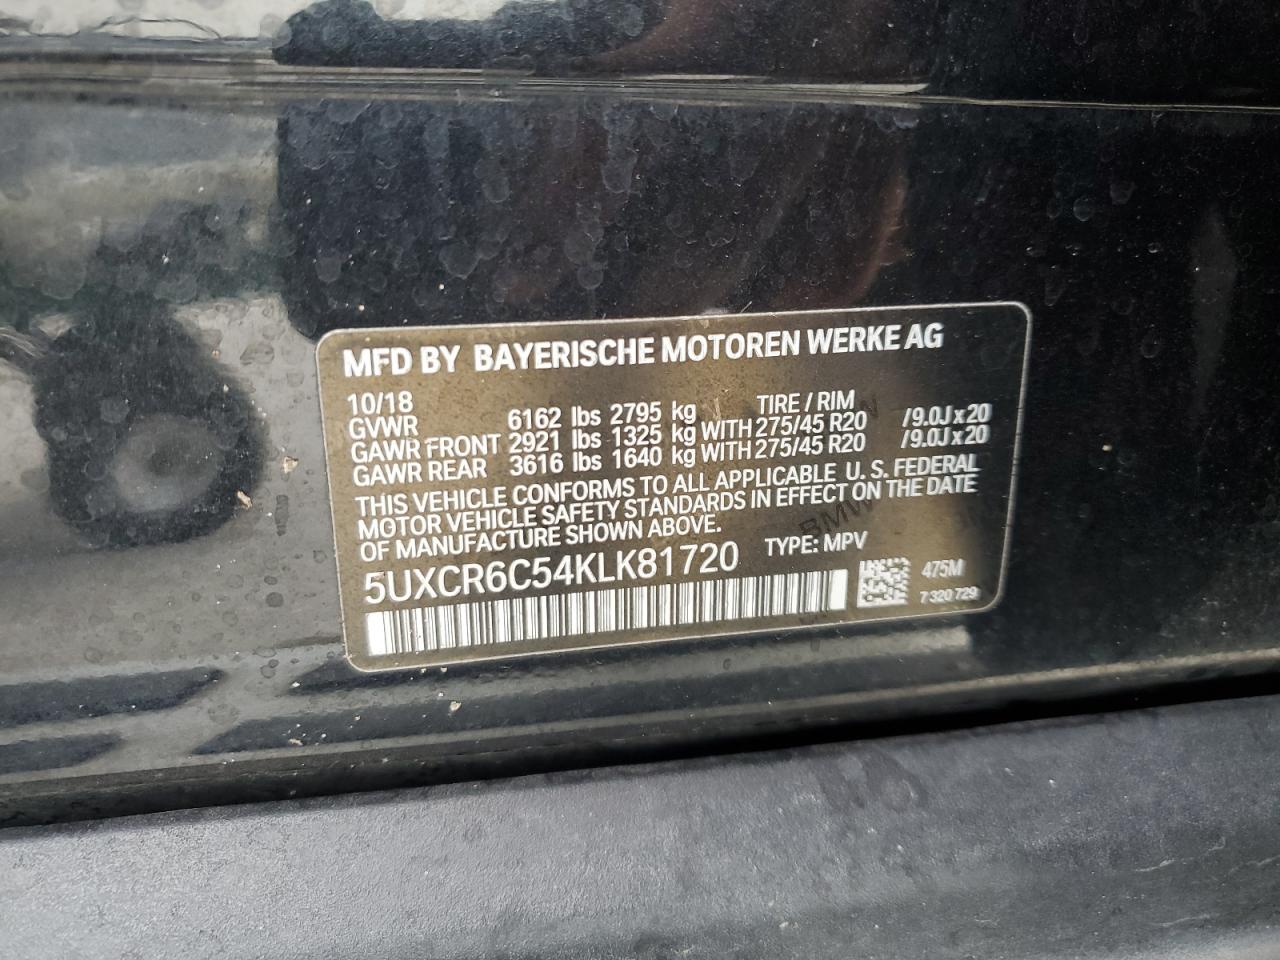 MFD BY BAYERISCHE MOTOREN WERKE AG
10/18 TIRE / RIM
GVWR 6162 lbs 2795 kg
GAWR FRONT 2921 lbs 1325 kg WITH 275/45 R20 /9.0J x 20
GAWR REAR 3616 lbs 1640 kg WITH 275/45 R20 /9.0J x 20
THIS VEHICLE CONFORMS TO ALL APPLICABLE U. S. FEDERAL
MOTOR VEHICLE SAFETY STANDARDS IN EFFECT ON THE DATE
OF MANUFACTURE SHOWN ABOVE.
5UXCR6C54KLK81720 TYPE: MPV
475M
7 320 729
BMW